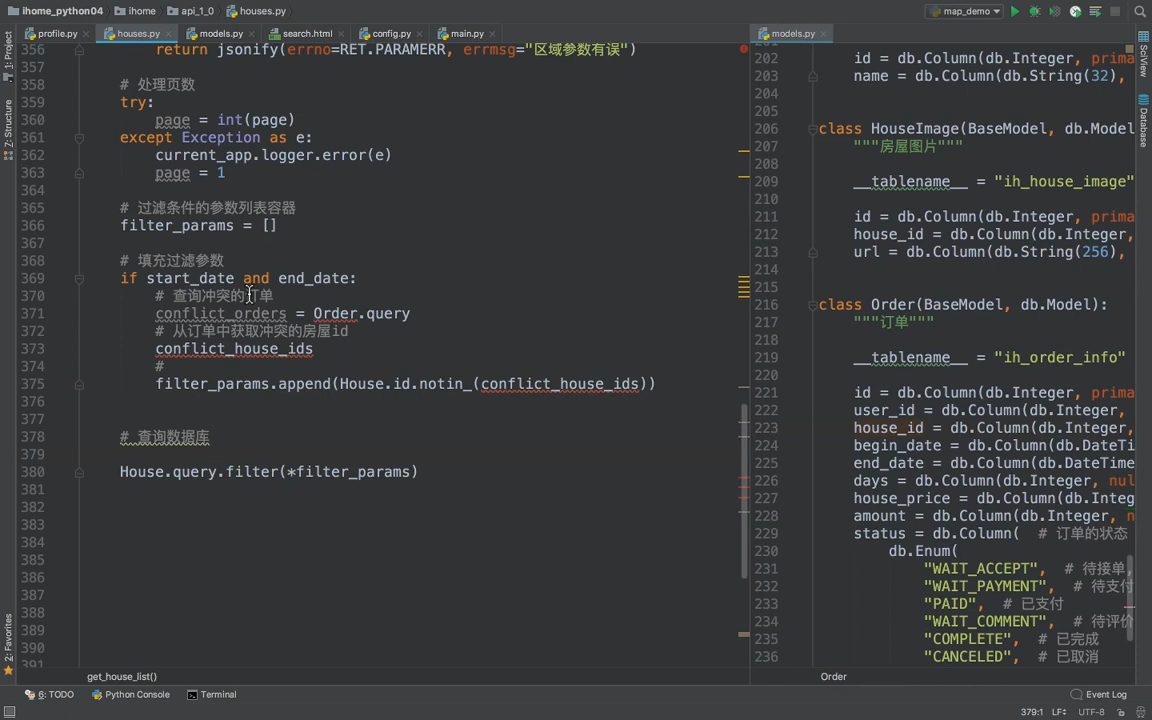 ihome_python04 ihome api_1_0 houses.py map_demo
profile.py houses.py models.py search.html config.py main.py models.py
356 return jsonify(errno=RET.PARAMERR, errmsg="区域参数有误")
357
358 # 处理页数
359 try:
360 page = int(page)
361 except Exception as e:
362 current_app.logger.error(e)
363 page = 1
364
365 # 过滤条件的参数列表容器
366 filter_params = []
367
368 # 填充过滤参数
369 if start_date and end_date:
370 # 查询冲突的订单
371 conflict_orders = Order.query
372 # 从订单中获取冲突的房屋id
373 conflict_house_ids
374 #
375 filter_params.append(House.id.notin_(conflict_house_ids))
376
377
378 # 查询数据库
379
380 House.query.filter(*filter_params)
381
382
383
384
385
386
387
388
389
390
391
202 id = db.Column(db.Integer, prima
203 name = db.Column(db.String(32),
204
205
206 class HouseImage(BaseModel, db.Model
207 """房屋图片"""
208
209 __tablename__ = "ih_house_image"
210
211 id = db.Column(db.Integer, prima
212 house_id = db.Column(db.Integer,
213 url = db.Column(db.String(256),
214
215
216 class Order(BaseModel, db.Model):
217 """订单"""
218
219 __tablename__ = "ih_order_info"
220
221 id = db.Column(db.Integer, prima
222 user_id = db.Column(db.Integer,
223 house_id = db.Column(db.Integer,
224 begin_date = db.Column(db.DateTi
225 end_date = db.Column(db.DateTime
226 days = db.Column(db.Integer, nul
227 house_price = db.Column(db.Integ
228 amount = db.Column(db.Integer, n
229 status = db.Column( # 订单的状态
230 db.Enum(
231 "WAIT_ACCEPT", # 待接单,
232 "WAIT_PAYMENT", # 待支付
233 "PAID", # 已支付
234 "WAIT_COMMENT", # 待评价
235 "COMPLETE", # 已完成
236 "CANCELED", # 已取消
1: Project
7: Structure
2: Favorites
SciView
Database
get_house_list()
Order
6: TODO Python Console Terminal Event Log
379:1 LF UTF-8